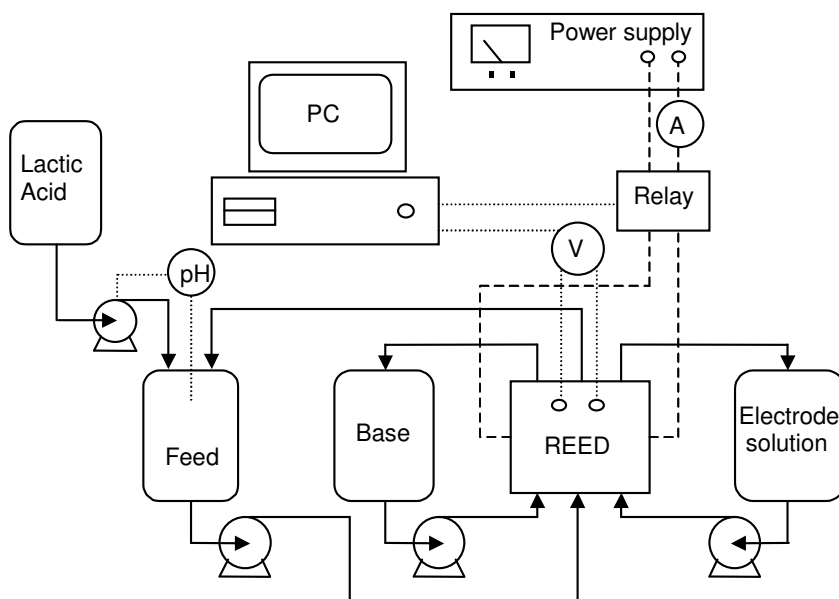 Power supply
PC
A
Lactic
Acid
Relay
V
pH
Feed
Base
REED
Electrode
solution